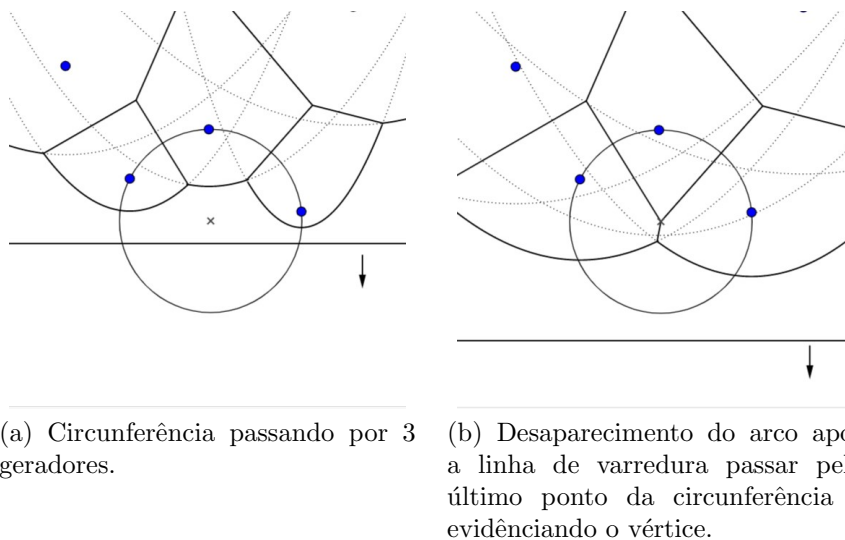 (a) Circunferência passando por 3
geradores.
(b) Desaparecimento do arco
a linha de varredura passar
último ponto da circunferência
evidênciando o vértice.